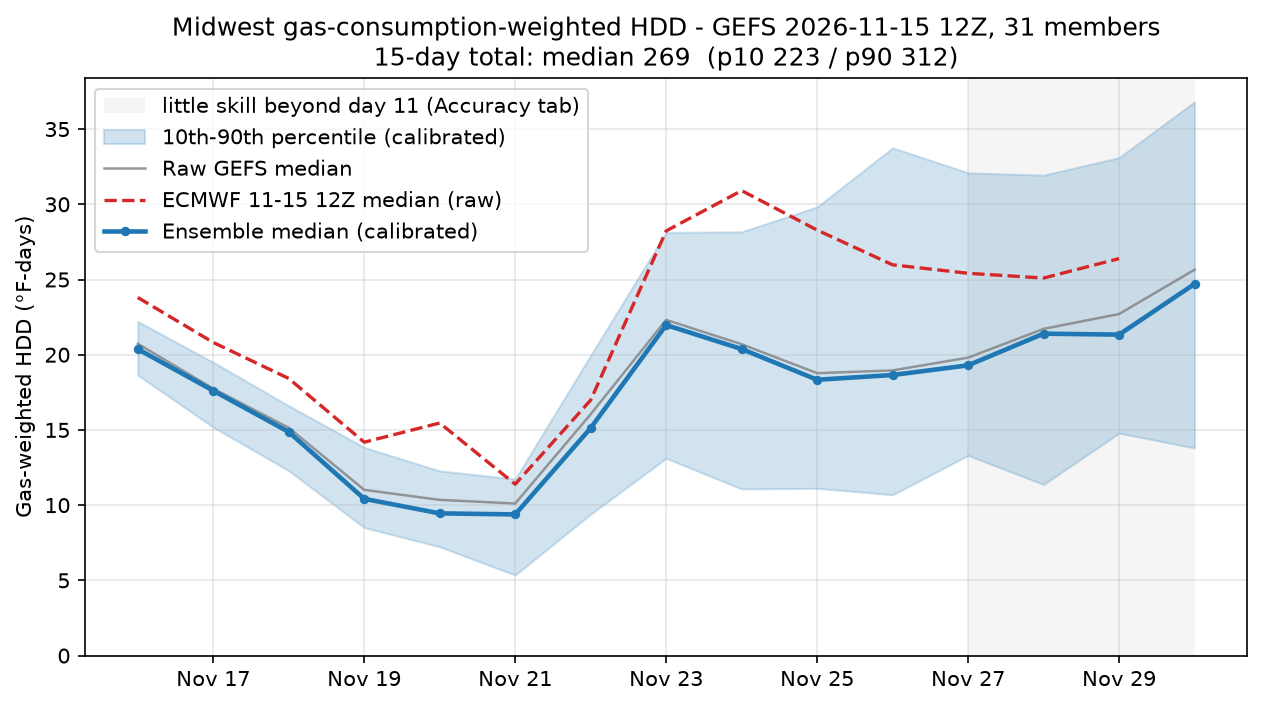 Midwest gas-consumption-weighted HDD - GEFS 2026-11-15 12Z, 31 members
15-day total: median 269  (p10 223 / p90 312)
little skill beyond day 11 (Accuracy tab)
10th-90th percentile (calibrated)
Raw GEFS median
ECMWF 11-15 12Z median (raw)
Ensemble median (calibrated)
Gas-weighted HDD (°F-days)
35
30
25
20
15
10
5
0
Nov 17
Nov 19
Nov 21
Nov 23
Nov 25
Nov 27
Nov 29